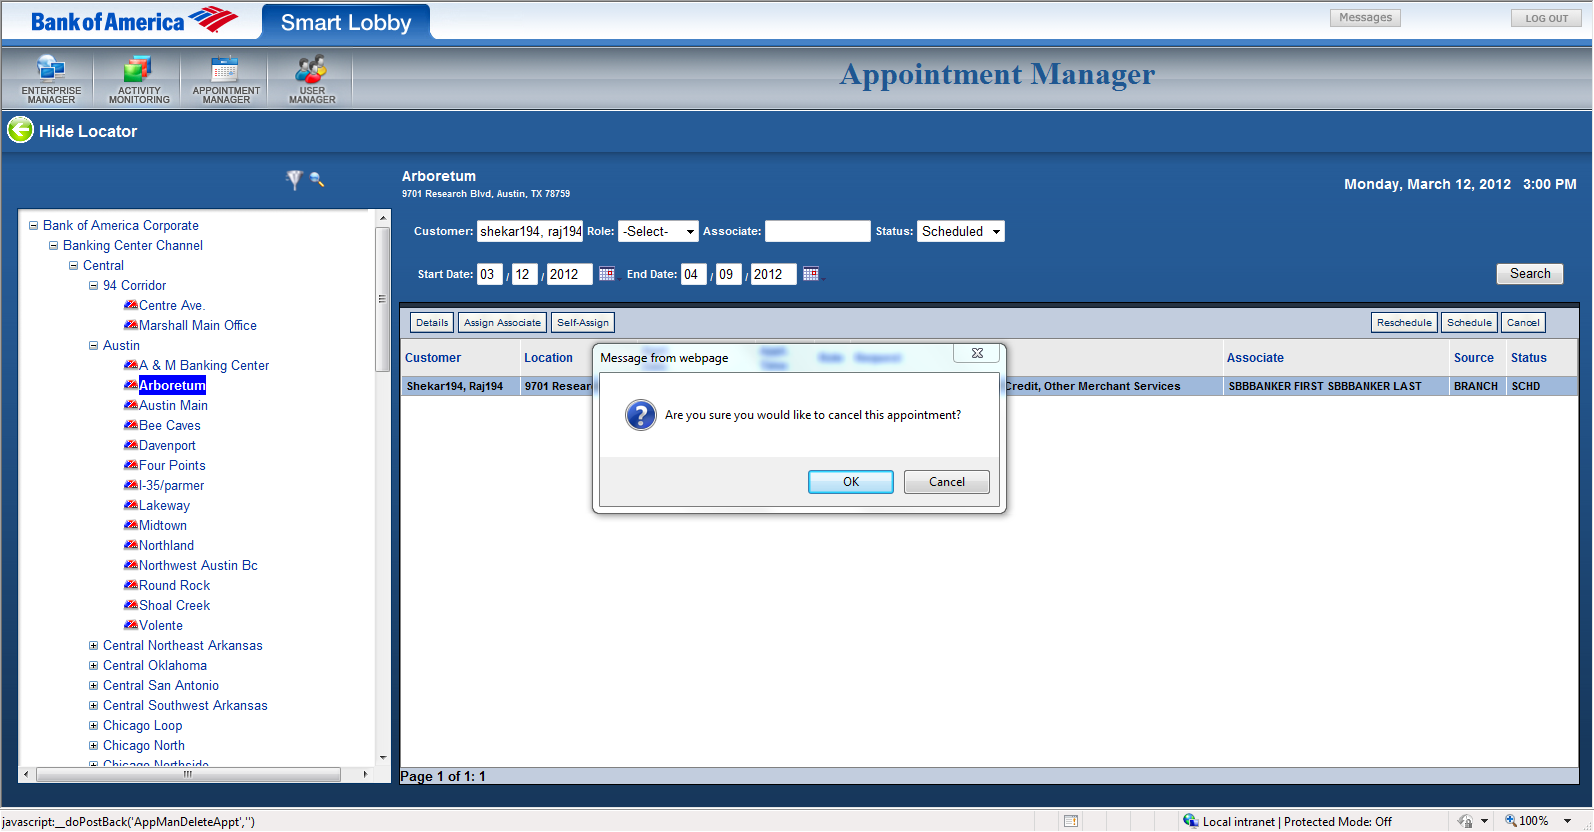 Bank of America
Smart Lobby
Messages
LOG OUT
ENTERPRISE
MANAGER
ACTIVITY
MONITORING
APPOINTMENT
MANAGER
USER
MANAGER
Appointment Manager
Hide Locator
Arboretum
9701 Research Blvd, Austin, TX 78759
Monday, March 12, 2012 3:00 PM
Bank of America Corporate
Banking Center Channel
Central
94 Corridor
Centre Ave.
Marshall Main Office
Austin
A & M Banking Center
Arboretum
Austin Main
Bee Caves
Davenport
Four Points
I-35/parmer
Lakeway
Midtown
Northland
Northwest Austin Bc
Round Rock
Shoal Creek
Volente
Central Northeast Arkansas
Central Oklahoma
Central San Antonio
Central Southwest Arkansas
Chicago Loop
Chicago North
Chicago Northside
Customer: shekar194, raj194 Role: -Select- Associate: Status: Scheduled
Start Date: 03 / 12 / 2012 End Date: 04 / 09 / 2012
Search
Details Assign Associate Self-Assign Reschedule Schedule Cancel
Customer Location Associate Source Status
Shekar194, Raj194 9701 Resear Credit, Other Merchant Services SBBBANKER FIRST SBBBANKER LAST BRANCH SCHD
Message from webpage
Are you sure you would like to cancel this appointment?
OK Cancel
Page 1 of 1: 1
javascript:__doPostBack('AppManDeleteAppt','')
Local intranet | Protected Mode: Off
100%